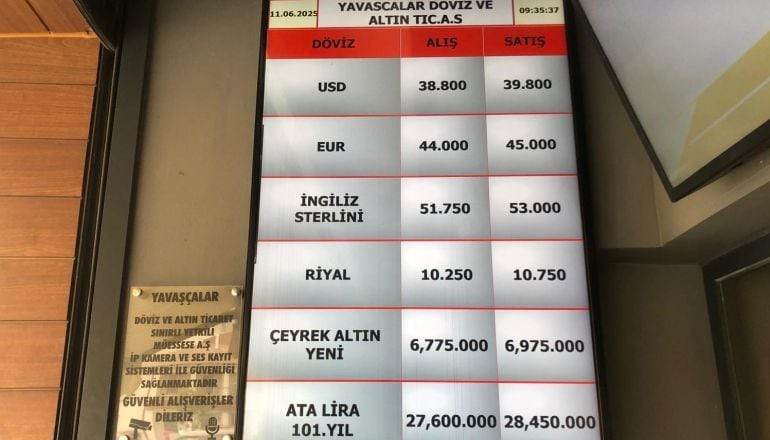 11.06.2025
YAVASCALAR DOVIZ VE
ALTIN TIC.A.S
09:35:37
DÖVİZ ALIŞ SATIŞ
USD 38.800 39.800
EUR 44.000 45.000
İNGİLİZ
STERLİNİ
51.750 53.000
RİYAL 10.250 10.750
ÇEYREK ALTIN
YENİ
6,775.000 6,975.000
ATA LİRA
101.YIL
27,600.000 28,450.000
YAVAŞÇALAR
DÖVİZ VE ALTIN TİCARET
SINIRLI YETKİLİ
MÜESSESE A.Ş
İP KAMERA VE SES KAYIT
SİSTEMLERİ İLE GÜVENLİĞİ
SAĞLANMAKTADIR
GÜVENLİ ALIŞVERİŞLER
DİLERİZ